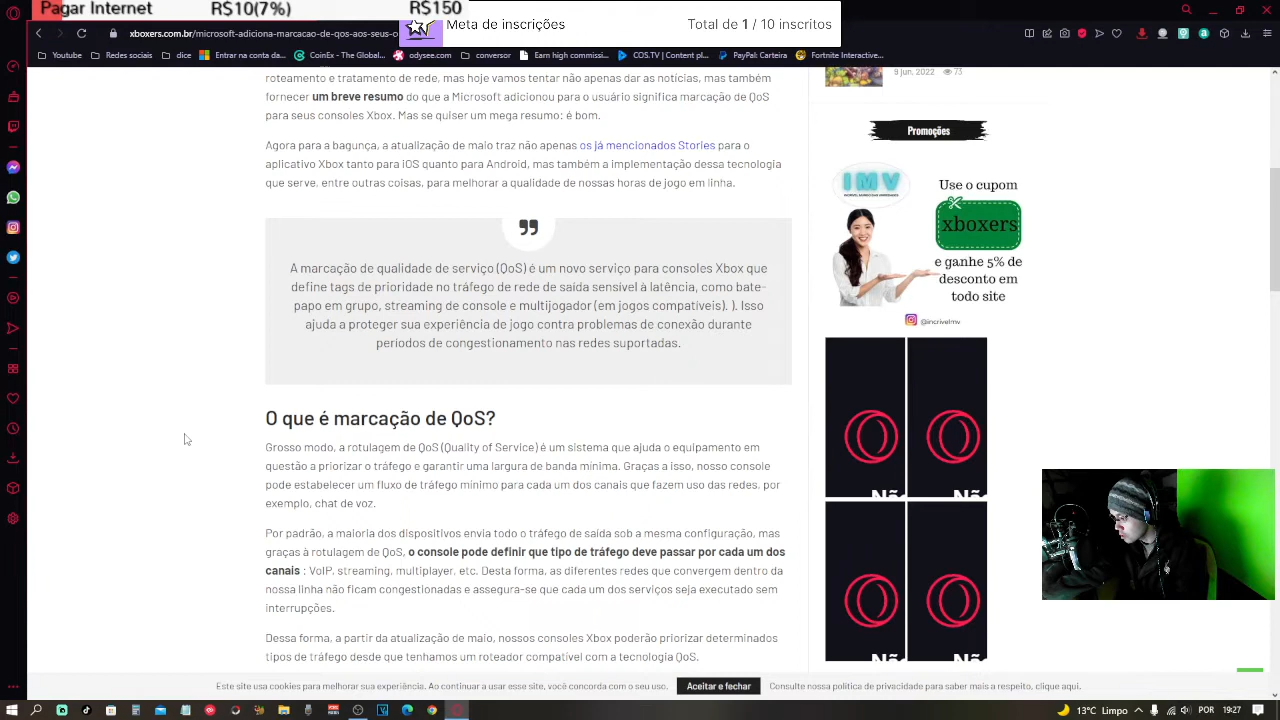 Pagar Internet R$10(7%) R$150
Meta de inscrições Total de 1 / 10 inscritos
xboxers.com.br/microsoft-adiciona-marcacao-de-qos-aos-seus-o
Youtube Redes sociais dice Entrar na conta da... CoinEx - The Global... odysee.com conversor Earn high commissi... COS.TV | Content pl... PayPal: Carteira Fortnite Interactive...
roteamento e tratamento de rede, mas hoje vamos tentar não apenas dar as notícias, mas também
fornecer um breve resumo do que a Microsoft adicionou para o usuário significa marcação de QoS
para seus consoles Xbox. Mas se quiser um mega resumo: é bom.
Agora para a bagunça, a atualização de maio traz não apenas os já mencionados Stories para o
aplicativo Xbox tanto para iOS quanto para Android, mas também a implementação dessa tecnologia
que serve, entre outras coisas, para melhorar a qualidade de nossas horas de jogo em linha.
A marcação de qualidade de serviço (QoS) é um novo serviço para consoles Xbox que
define tags de prioridade no tráfego de rede de saída sensível à latência, como bate-
papo em grupo, streaming de console e multijogador (em jogos compatíveis). ). Isso
ajuda a proteger sua experiência de jogo contra problemas de conexão durante
períodos de congestionamento nas redes suportadas.
O que é marcação de QoS?
Grosso modo, a rotulagem de QoS (Quality of Service) é um sistema que ajuda o equipamento em
questão a priorizar o tráfego e garantir uma largura de banda mínima. Graças a isso, nosso console
pode estabelecer um fluxo de tráfego mínimo para cada um dos canais que fazem uso das redes, por
exemplo, chat de voz.
Por padrão, a maioria dos dispositivos envia todo o tráfego de saída sob a mesma configuração, mas
graças à rotulagem de QoS, o console pode definir que tipo de tráfego deve passar por cada um dos
canais : VoIP, streaming, multiplayer, etc. Desta forma, as diferentes redes que convergem dentro da
nossa linha não ficam congestionadas e assegura-se que cada um dos serviços seja executado sem
interrupções.
Dessa forma, a partir da atualização de maio, nossos consoles Xbox poderão priorizar determinados
tipos de tráfego desde que tenhamos um roteador compatível com a tecnologia QoS.
9 jun, 2022 73
Promoções
IMV
Use o cupom
xboxers
e ganhe 5% de
desconto em
todo site
@incrivelmv
Não Não
Não Não
Este site usa cookies para melhorar sua experiência. Ao continuar a usar esse site, você concorda com o seu uso. Aceitar e fechar Consulte nossa política de privacidade para saber mais a respeito, clique aqui.
13°C Limpo POR 19:27